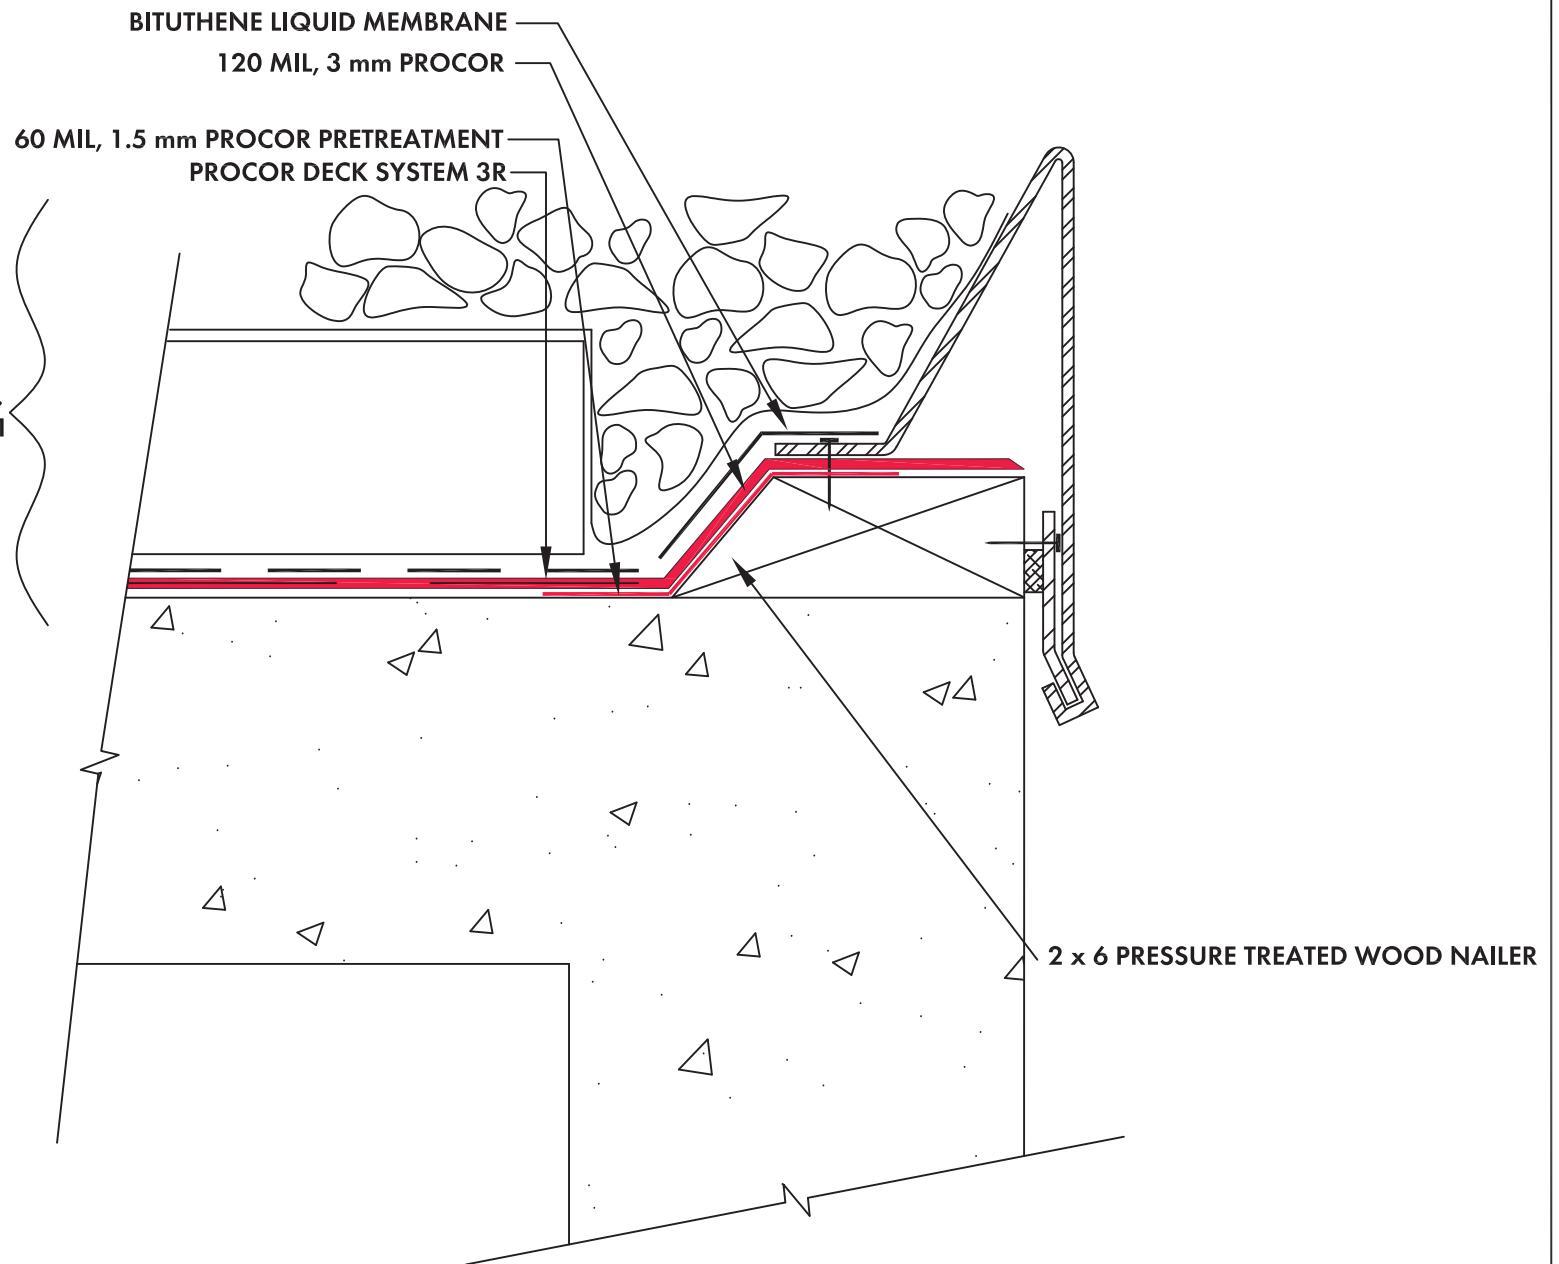 BITUTHENE LIQUID MEMBRANE
120 MIL, 3 mm PROCOR
60 MIL, 1.5 mm PROCOR PRETREATMENT
PROCOR DECK SYSTEM 3R
2 x 6 PRESSURE TREATED WOOD NAILER